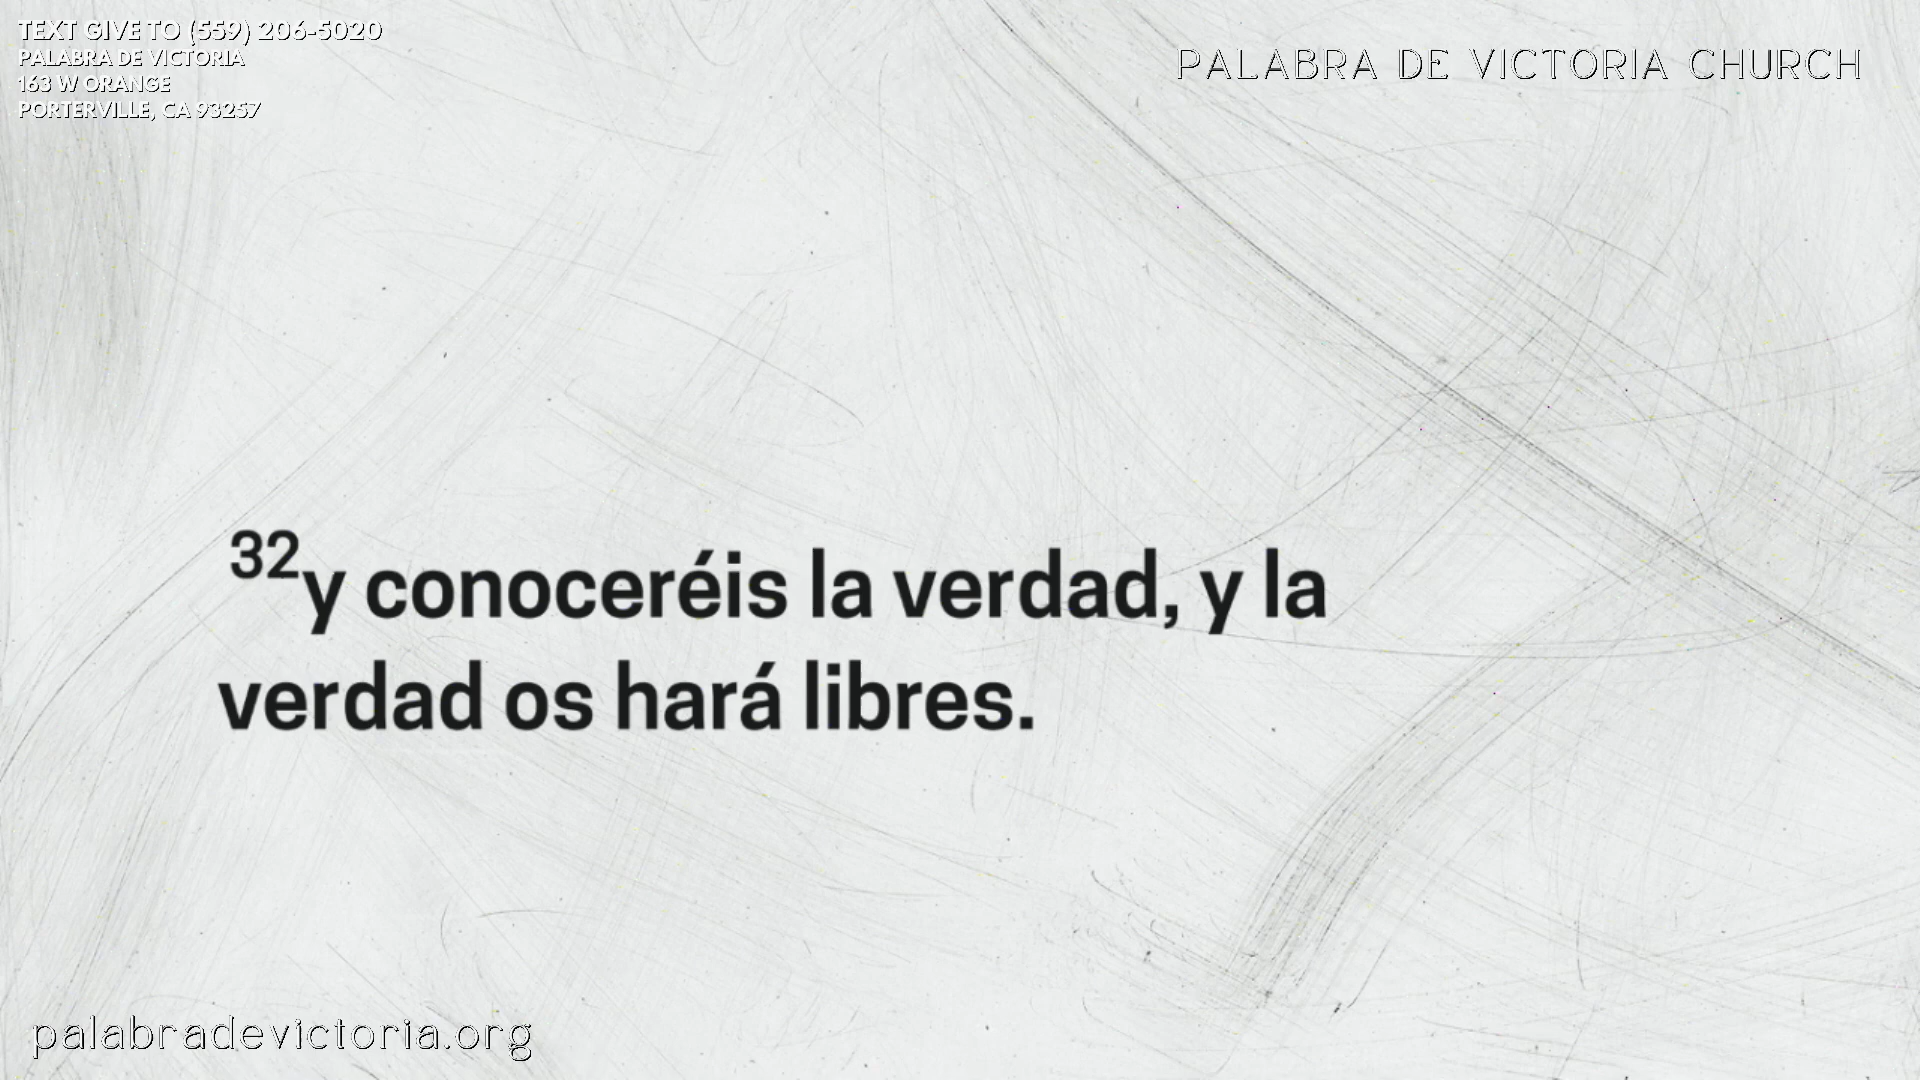 TEXT GIVE TO (559) 206-5020
PALABRA DE VICTORIA
163 W ORANGE
PORTERVILLE, CA 93257
PALABRA DE VICTORIA CHURCH
32y conoceréis la verdad, y la
verdad os hará libres.
palabradevictoria.org